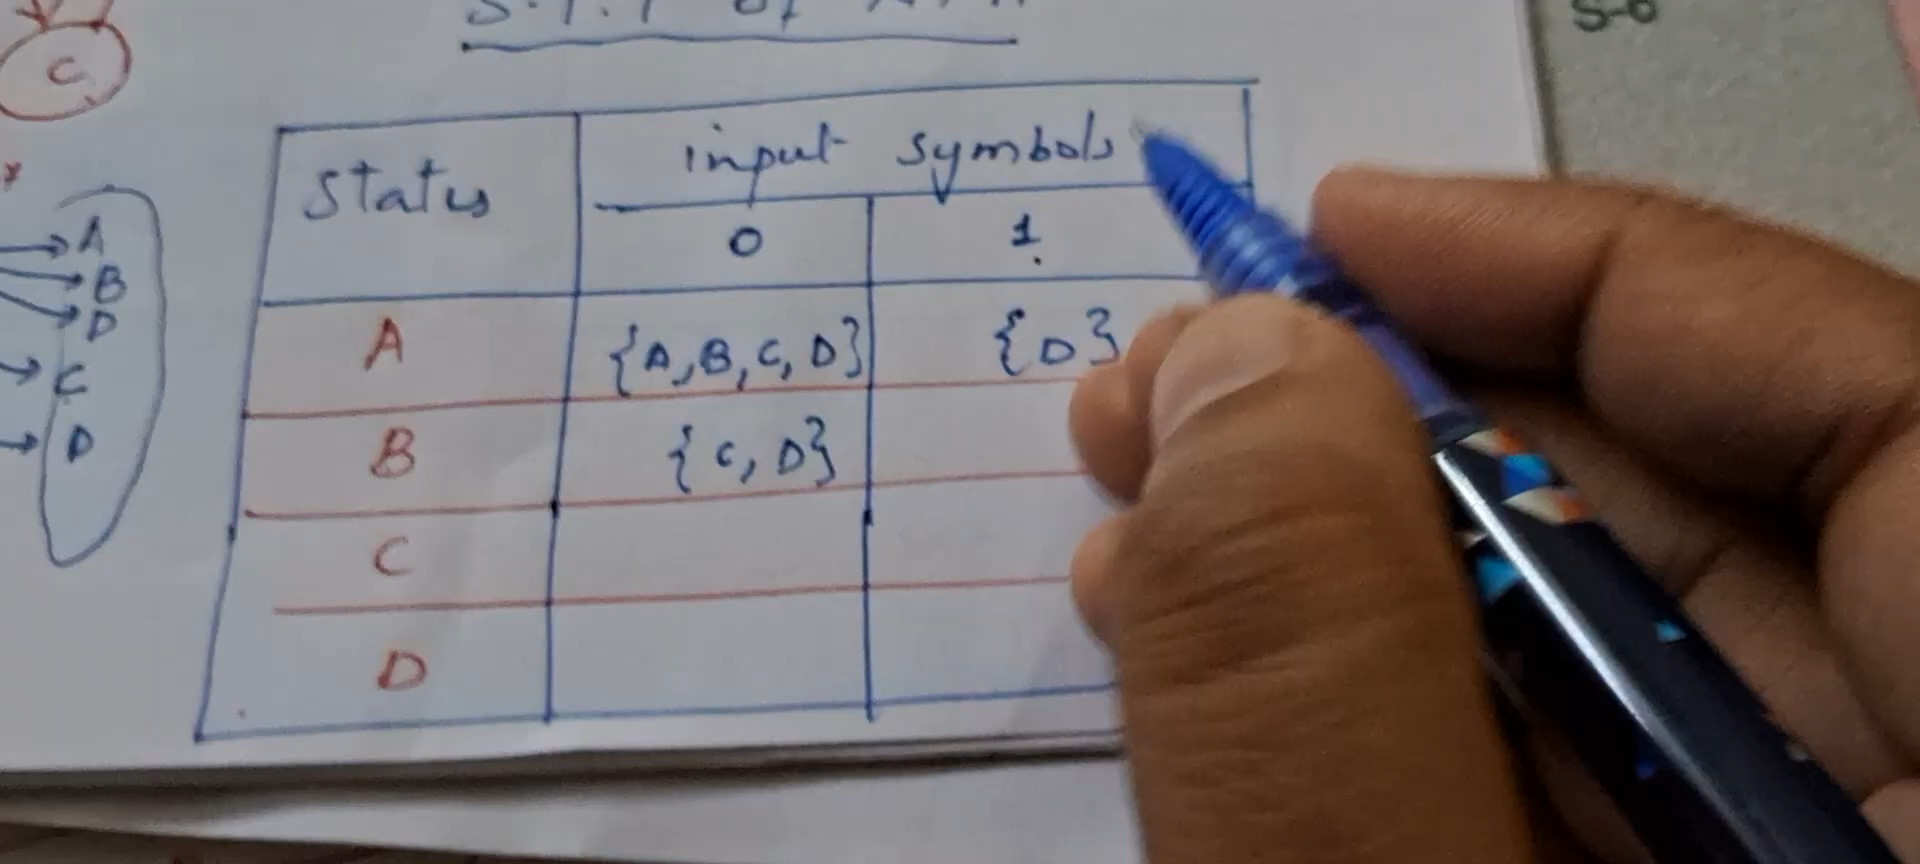 S-6
C
States input symbols
0 1
A {A,B,C,D} {D}
B {C,D}
C
D
A
B
D
C
D